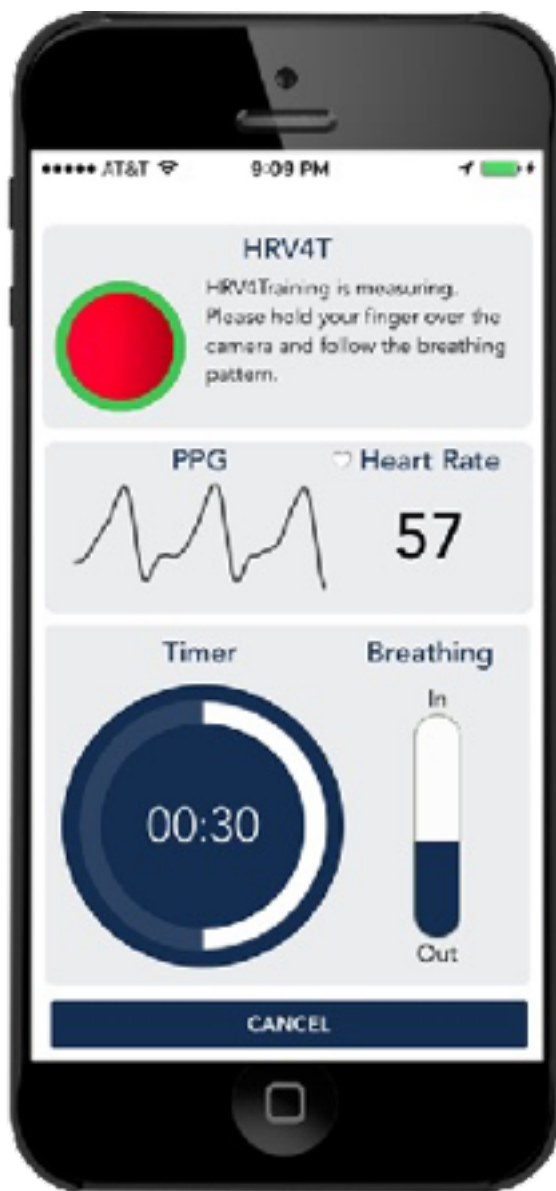 AT&T 9:09 PM
HRV4T
HRV4Training is measuring.
Please hold your finger over the
camera and follow the breathing
pattern.
PPG
Heart Rate
57
Timer
Breathing
In
00:30
Out
CANCEL